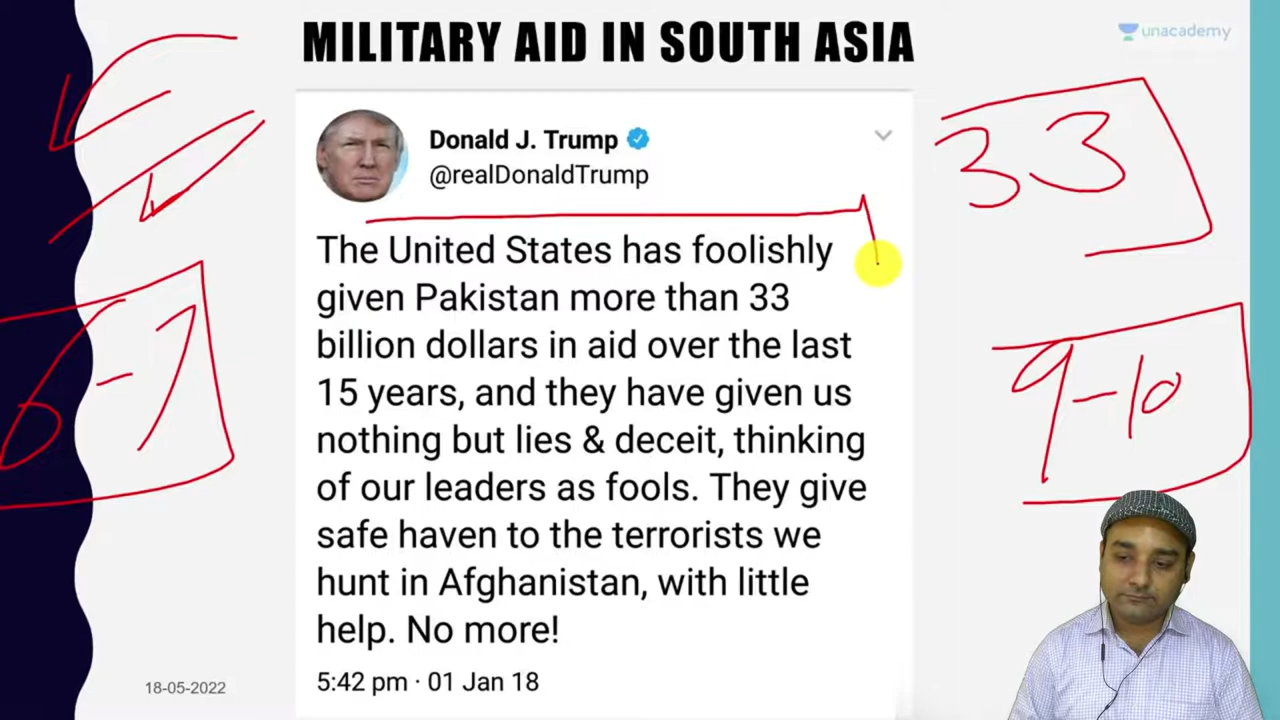 MILITARY AID IN SOUTH ASIA
unacademy
Donald J. Trump
@realDonaldTrump
33
The United States has foolishly
given Pakistan more than 33
billion dollars in aid over the last
15 years, and they have given us
nothing but lies & deceit, thinking
of our leaders as fools. They give
safe haven to the terrorists we
hunt in Afghanistan, with little
help. No more!
6-7
9-10
18-05-2022
5:42 pm · 01 Jan 18